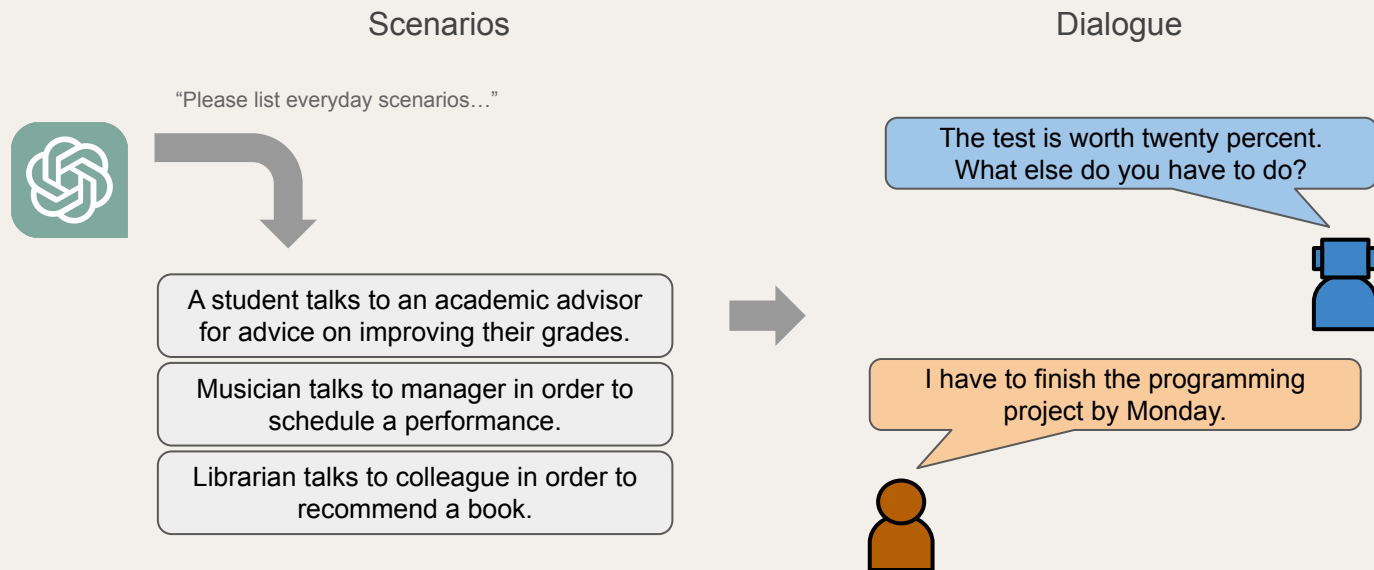 Scenarios
Dialogue
“Please list everyday scenarios…”
The test is worth twenty percent.
What else do you have to do?
A student talks to an academic advisor
for advice on improving their grades.
Musician talks to manager in order to
schedule a performance.
Librarian talks to colleague in order to
recommend a book.
I have to finish the programming
project by Monday.